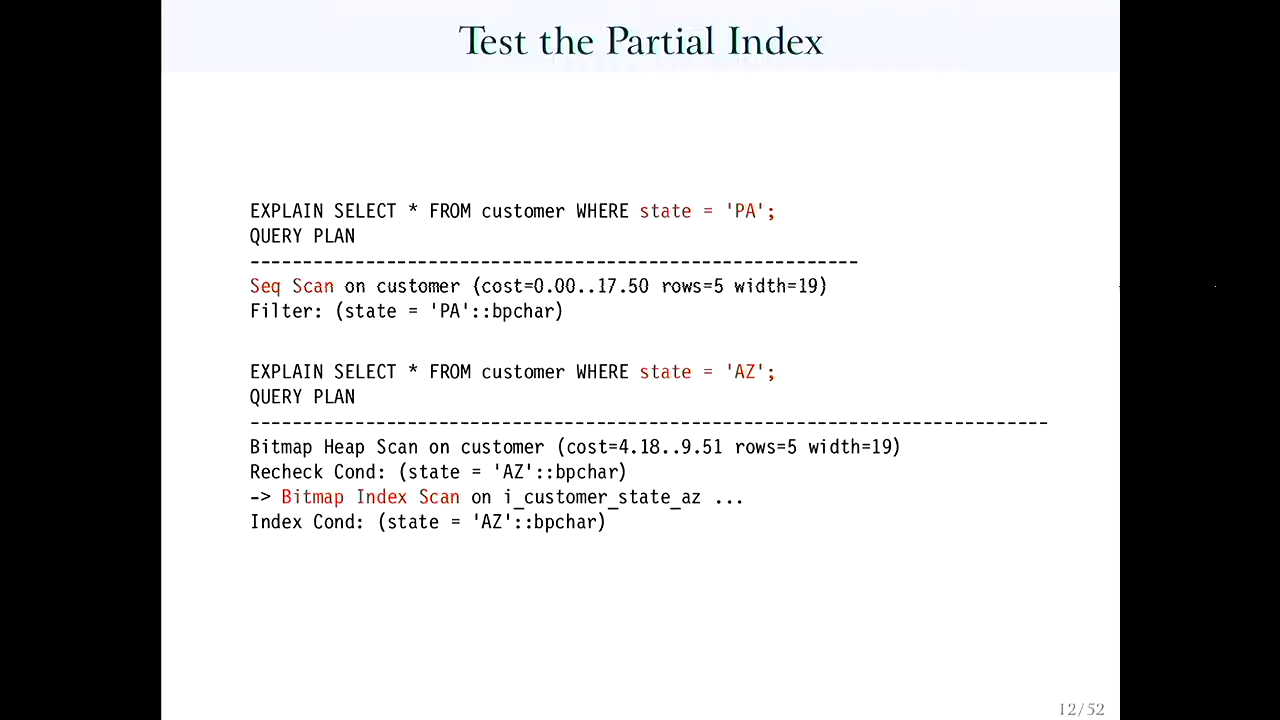 Test the Partial Index
EXPLAIN SELECT * FROM customer WHERE state = 'PA';
QUERY PLAN
----------------------------------------------------------
Seq Scan on customer (cost=0.00..17.50 rows=5 width=19)
Filter: (state = 'PA'::bpchar)
EXPLAIN SELECT * FROM customer WHERE state = 'AZ';
QUERY PLAN
----------------------------------------------------------------------------
Bitmap Heap Scan on customer (cost=4.18..9.51 rows=5 width=19)
Recheck Cond: (state = 'AZ'::bpchar)
-> Bitmap Index Scan on i_customer_state_az ...
Index Cond: (state = 'AZ'::bpchar)
12/52